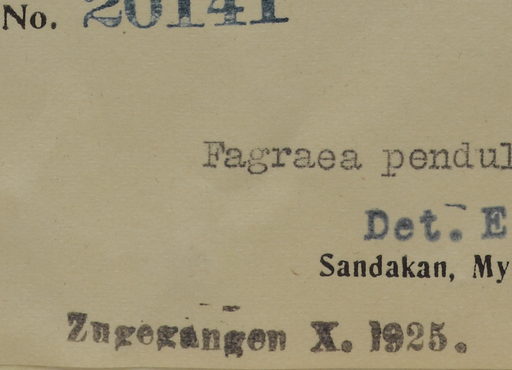 No. 20141
Fagraea pendul
Det. E
Sandakan, My
Zugegangen X. 1925.